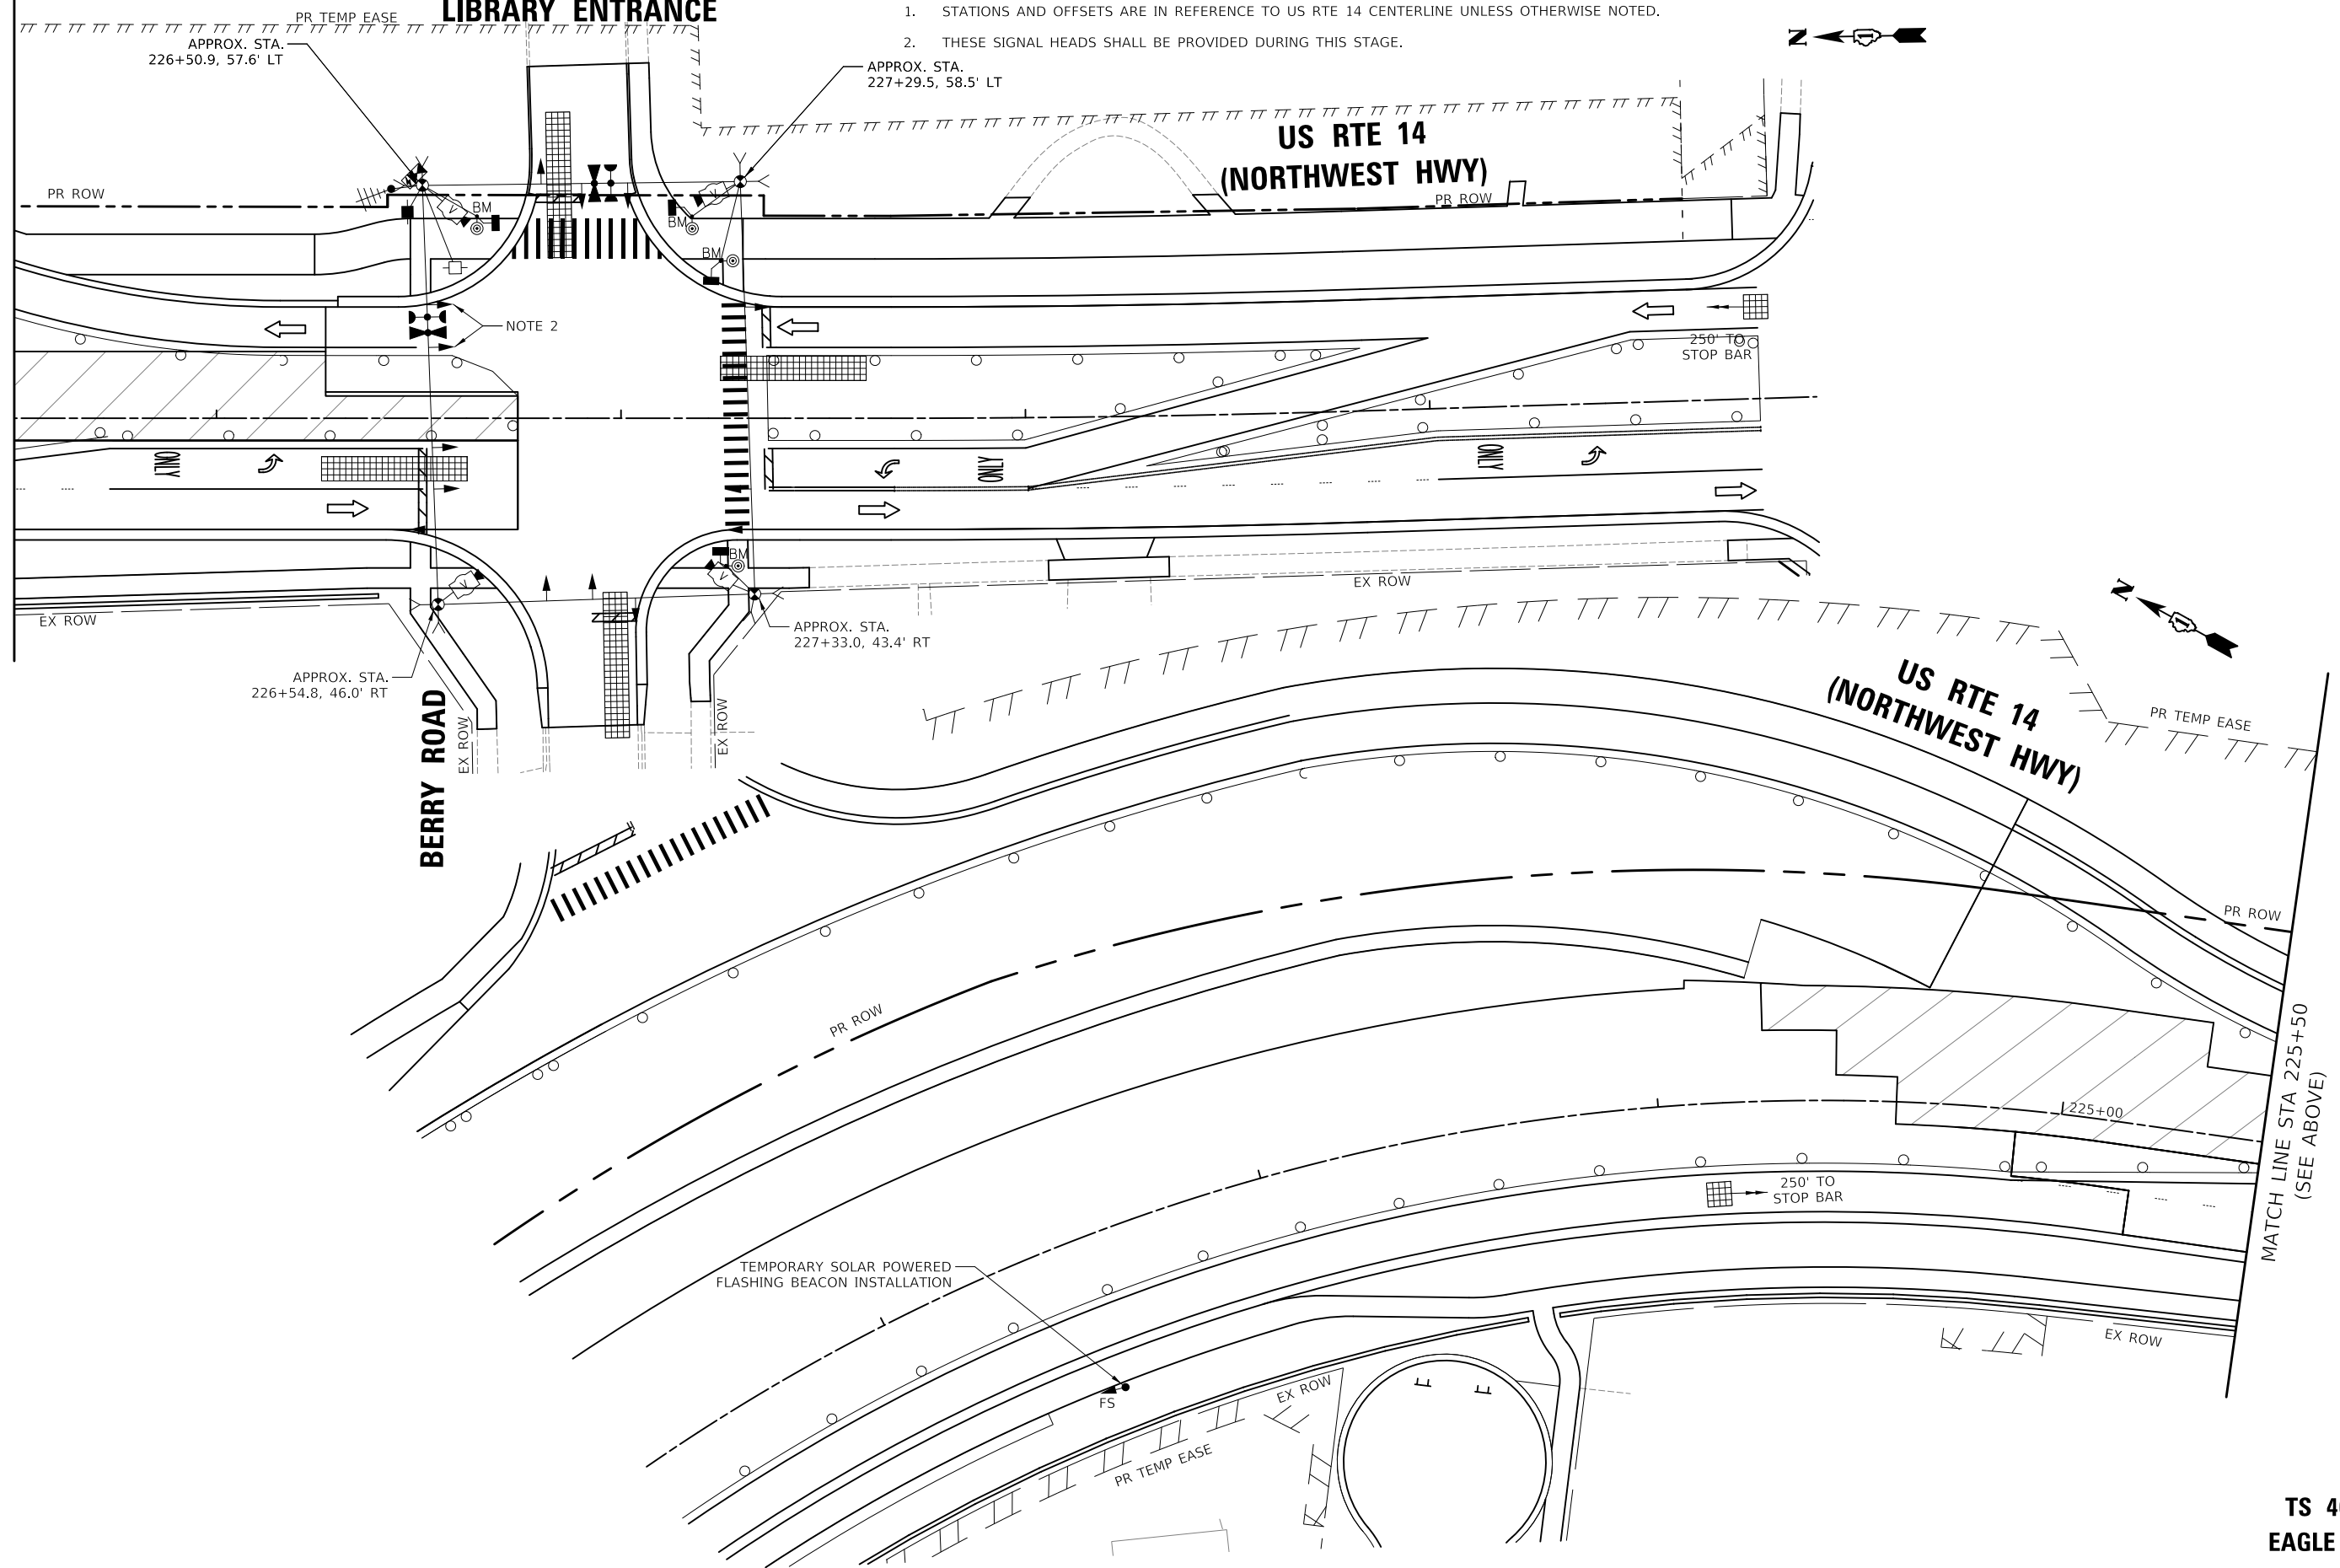 LIBRARY ENTRANCE
PR TEMP EASE
1. STATIONS AND OFFSETS ARE IN REFERENCE TO US RTE 14 CENTERLINE UNLESS OTHERWISE NOTED.
2. THESE SIGNAL HEADS SHALL BE PROVIDED DURING THIS STAGE.
N
APPROX. STA.
226+50.9, 57.6' LT
APPROX. STA.
227+29.5, 58.5' LT
US RTE 14
(NORTHWEST HWY)
PR ROW
PR ROW
V
BM
V
BM
BM
NOTE 2
250' TO
STOP BAR
ONLY
ONLY
ONLY
BM
V
V
EX ROW
EX ROW
APPROX. STA.
227+33.0, 43.4' RT
APPROX. STA.
226+54.8, 46.0' RT
BERRY ROAD
EX ROW
EX ROW
N
US RTE 14
(NORTHWEST HWY)
PR TEMP EASE
PR ROW
PR ROW
225+00
MATCH LINE STA 225+50
(SEE ABOVE)
250' TO
STOP BAR
TEMPORARY SOLAR POWERED
FLASHING BEACON INSTALLATION
FS
EX ROW
EX ROW
PR TEMP EASE
EAGLE